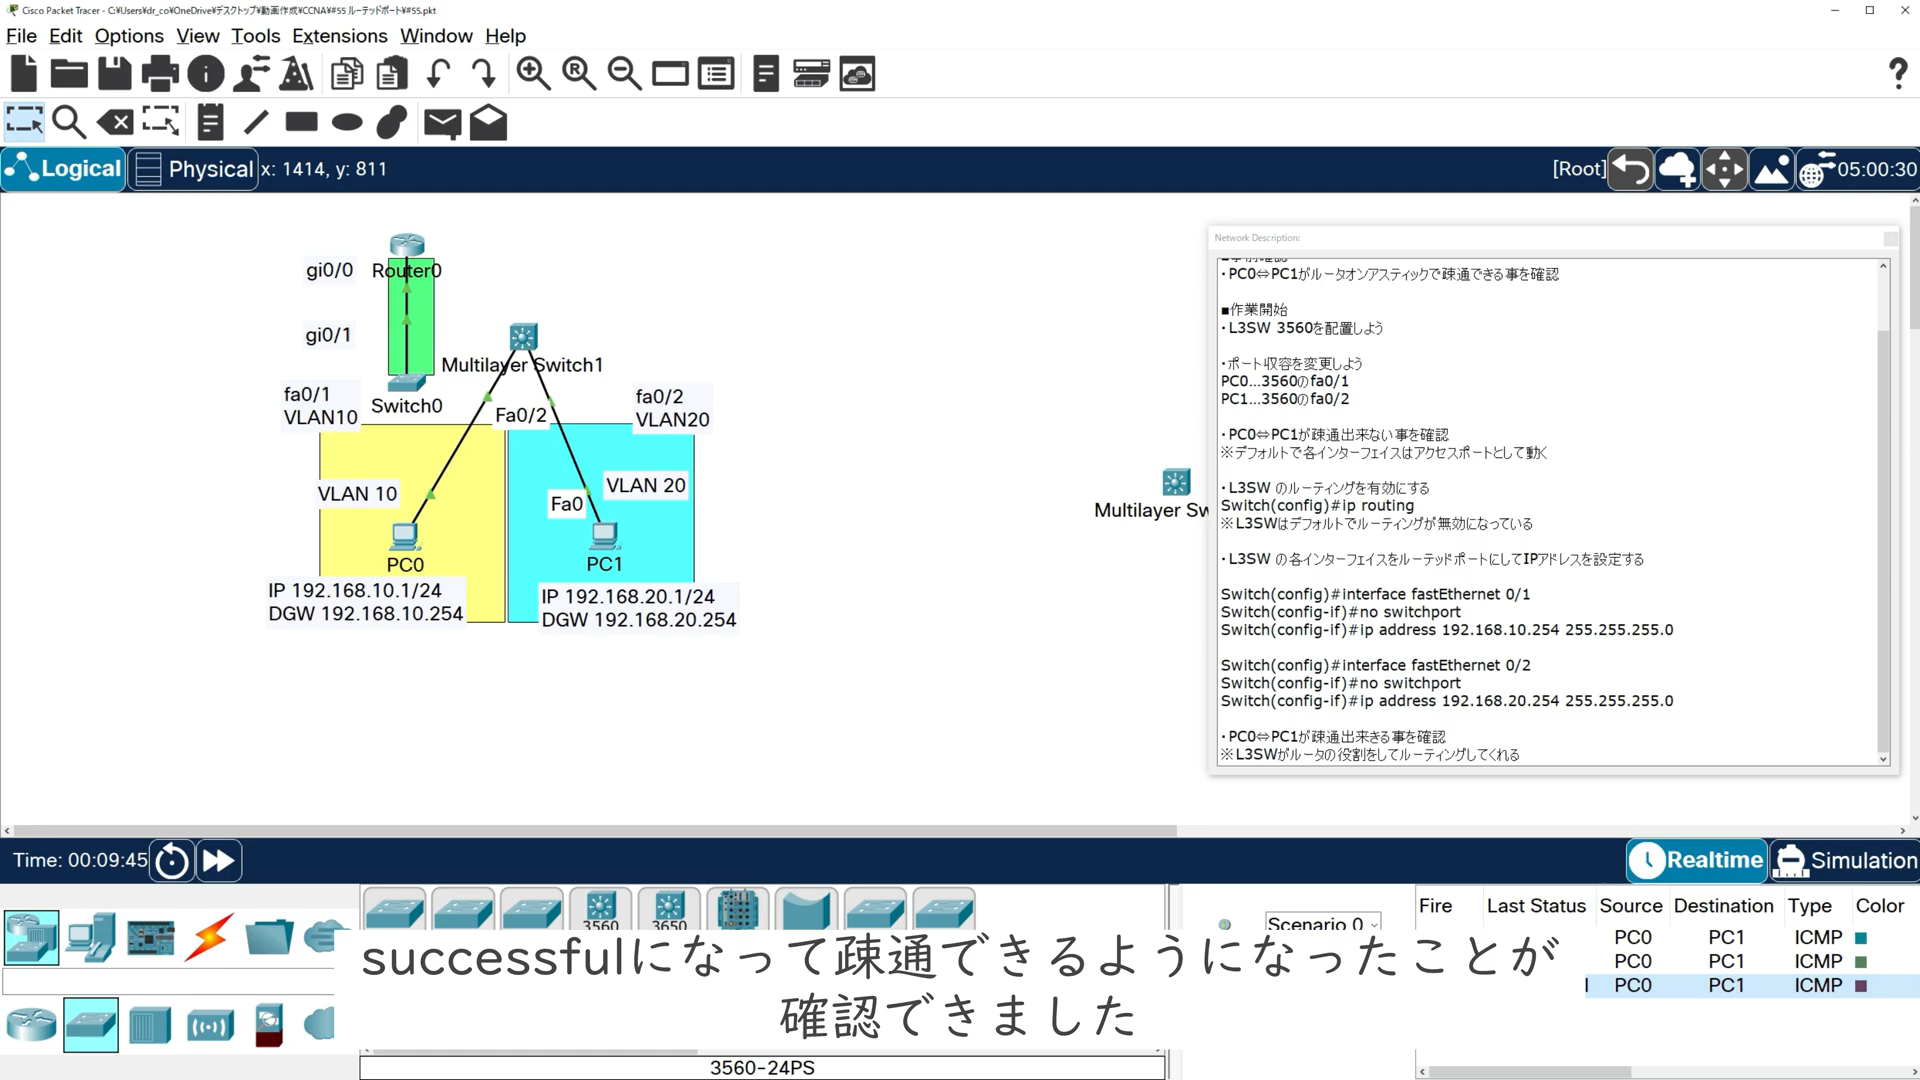 Cisco Packet Tracer - C:¥Users¥dr_co¥OneDrive¥デスクトップ¥動画作成¥CCNA¥#55 ルーテッドポート¥#55.pkt
File Edit Options View Tools Extensions Window Help
Logical Physical x: 1414, y: 811
[Root] 05:00:30
gi0/0 Router0
gi0/1
Multilayer Switch1
fa0/1
VLAN10
Switch0
Fa0/2
fa0/2
VLAN20
VLAN 10
VLAN 20
Fa0
PC0
PC1
IP 192.168.10.1/24
DGW 192.168.10.254
IP 192.168.20.1/24
DGW 192.168.20.254
Multilayer Sw
Network Description:
・PC0⇔PC1がルータオンアスティックで疎通できる事を確認
■作業開始
・L3SW 3560を配置しよう
・ポート収容を変更しよう
PC0...3560のfa0/1
PC1...3560のfa0/2
・PC0⇔PC1が疎通出来ない事を確認
※デフォルトで各インターフェイスはアクセスポートとして動く
・L3SW のルーティングを有効にする
Switch(config)#ip routing
※L3SWはデフォルトでルーティングが無効になっている
・L3SW の各インターフェイスをルーテッドポートにしてIPアドレスを設定する
Switch(config)#interface fastEthernet 0/1
Switch(config-if)#no switchport
Switch(config-if)#ip address 192.168.10.254 255.255.255.0
Switch(config)#interface fastEthernet 0/2
Switch(config-if)#no switchport
Switch(config-if)#ip address 192.168.20.254 255.255.255.0
・PC0⇔PC1が疎通出来きる事を確認
※L3SWがルータの役割をしてルーティングしてくれる
Time: 00:09:45
Realtime Simulation
3560 3650
Scenario 0
Fire Last Status Source Destination Type Color
PC0 PC1 ICMP
PC0 PC1 ICMP
PC0 PC1 ICMP
successfulになって疎通できるようになったことが
確認できました
3560-24PS